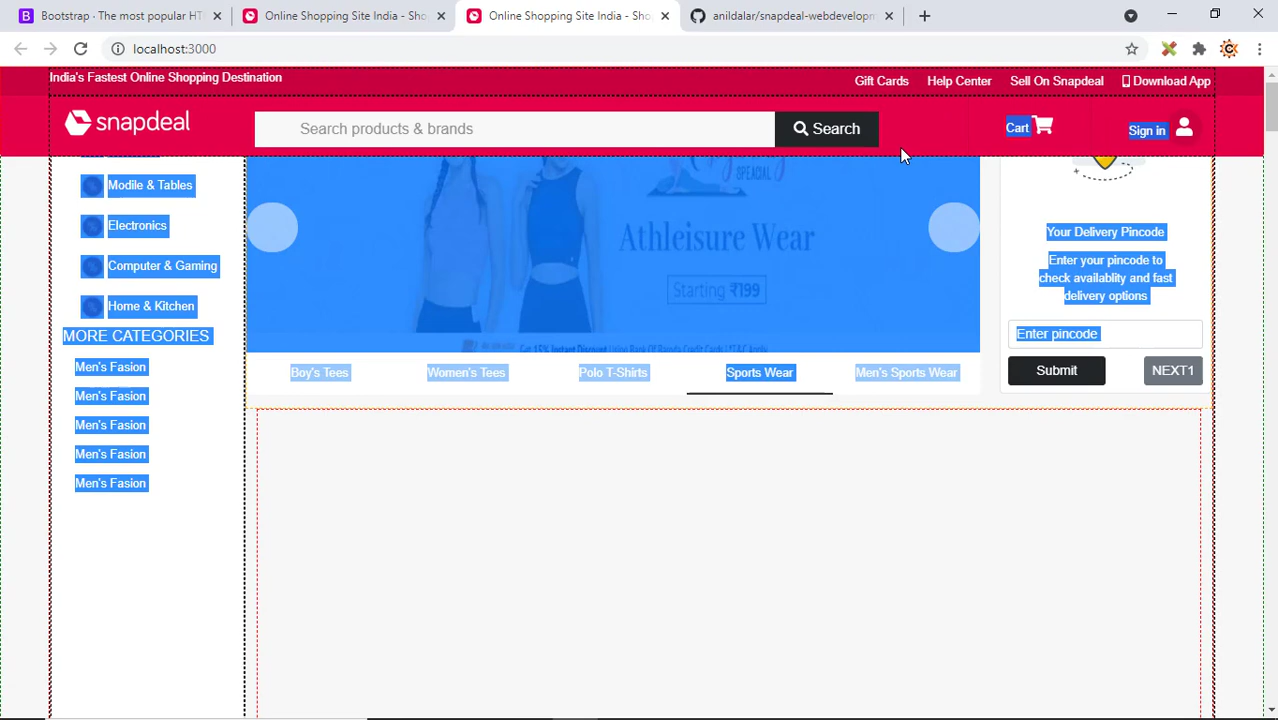 Bootstrap - The most popular HT
Online Shopping Site India - Sho
Online Shopping Site India - Sho
anildalar/snapdeal-webdevelopm
localhost:3000
India's Fastest Online Shopping Destination
Gift Cards
Help Center
Sell On Snapdeal
Download App
snapdeal
Search products & brands
Search
Cart
Sign in
Modile & Tables
Electronics
Computer & Gaming
Home & Kitchen
MORE CATEGORIES
Men's Fasion
Men's Fasion
Men's Fasion
Men's Fasion
Men's Fasion
Athleisure Wear
Starting ₹199
Boy's Tees
Women's Tees
Polo T-Shirts
Sports Wear
Men's Sports Wear
Your Delivery Pincode
Enter your pincode to
check availablity and fast
delivery options
Enter pincode
Submit
NEXT1